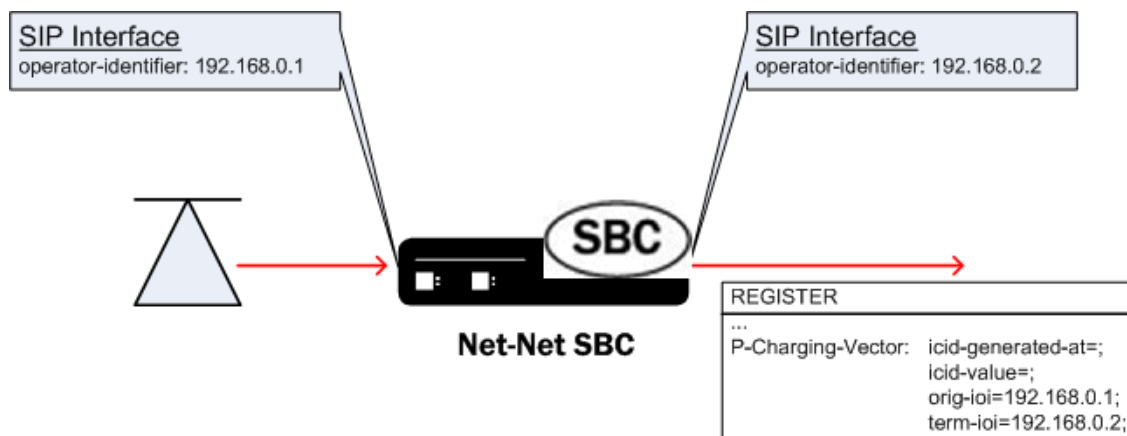 SIP Interface
operator-identifier: 192.168.0.1
SIP Interface
operator-identifier: 192.168.0.2
SBC
Net-Net SBC
REGISTER
...
P-Charging-Vector: icid-generated-at=;
icid-value=;
orig-ioi=192.168.0.1;
term-ioi=192.168.0.2;